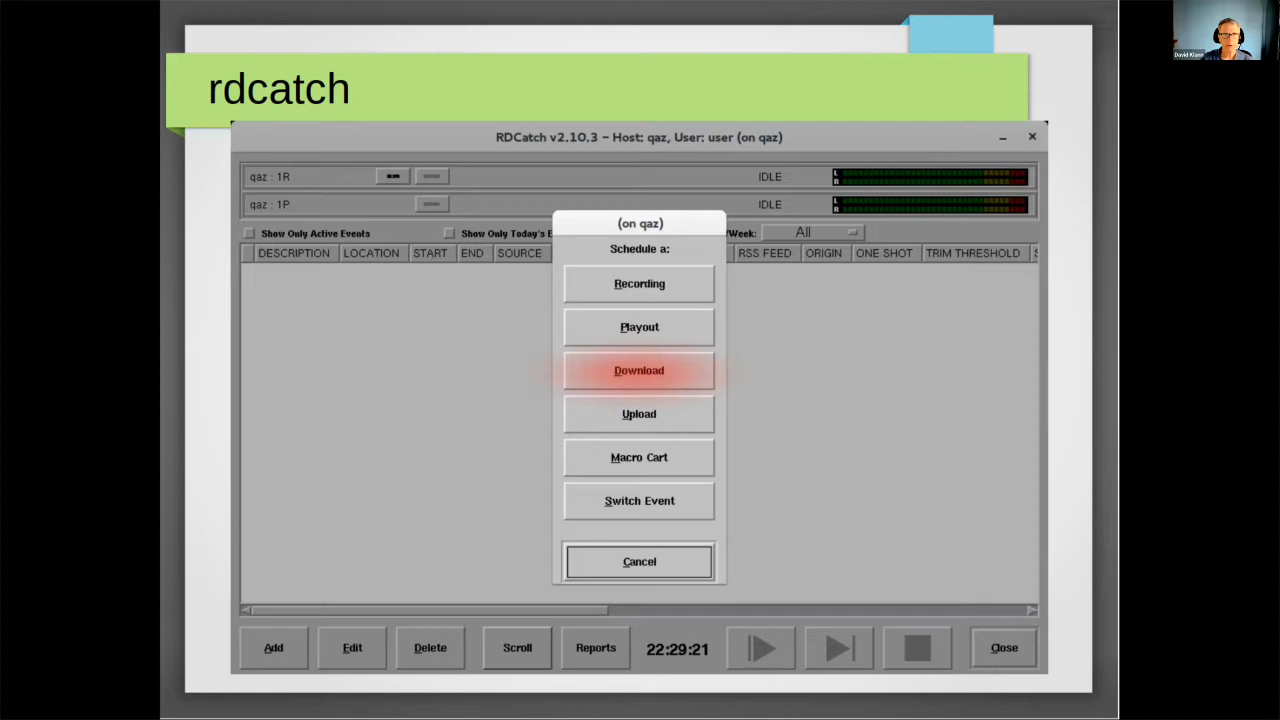 rdcatch
David Klann
RDCatch v2.10.3 - Host: qaz, User: user (on qaz)
qaz : 1R
IDLE
L
R
qaz : 1P
IDLE
L
R
Show Only Active Events
Show Only Today's E
/Week:
All
DESCRIPTION
LOCATION
START
END
SOURCE
RSS FEED
ORIGIN
ONE SHOT
TRIM THRESHOLD
(on qaz)
Schedule a:
Recording
Playout
Download
Upload
Macro Cart
Switch Event
Cancel
Add
Edit
Delete
Scroll
Reports
22:29:21
Close